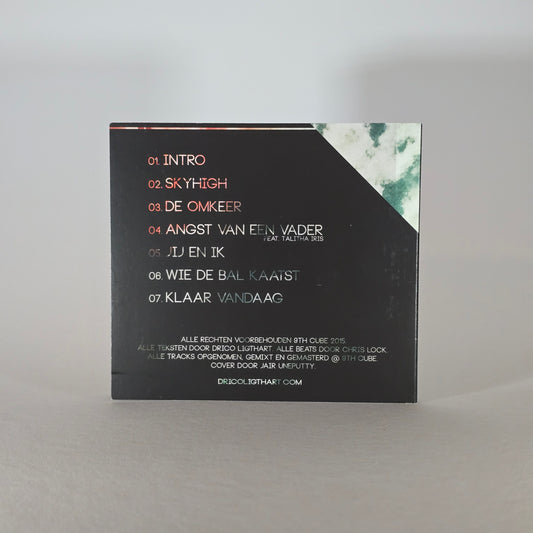 01. INTRO
02. SKYHIGH
03. DE OMKEER
04. ANGST VAN EEN VADER
FEAT. TALITHA IRIS
05. JIJ EN IK
06. WIE DE BAL KAATST
07. KLAAR VANDAAG
ALLE RECHTEN VOORBEHOUDEN 9TH CUBE 2015.
ALLE TEKSTEN DOOR DRICO LIGTHART. ALLE BEATS DOOR CHRIS LOCK.
ALLE TRACKS OPGENOMEN, GEMIXT EN GEMASTERD @ 9TH CUBE
COVER DOOR JAIR UNEPUTTY.
DRICOLIGTHART.COM